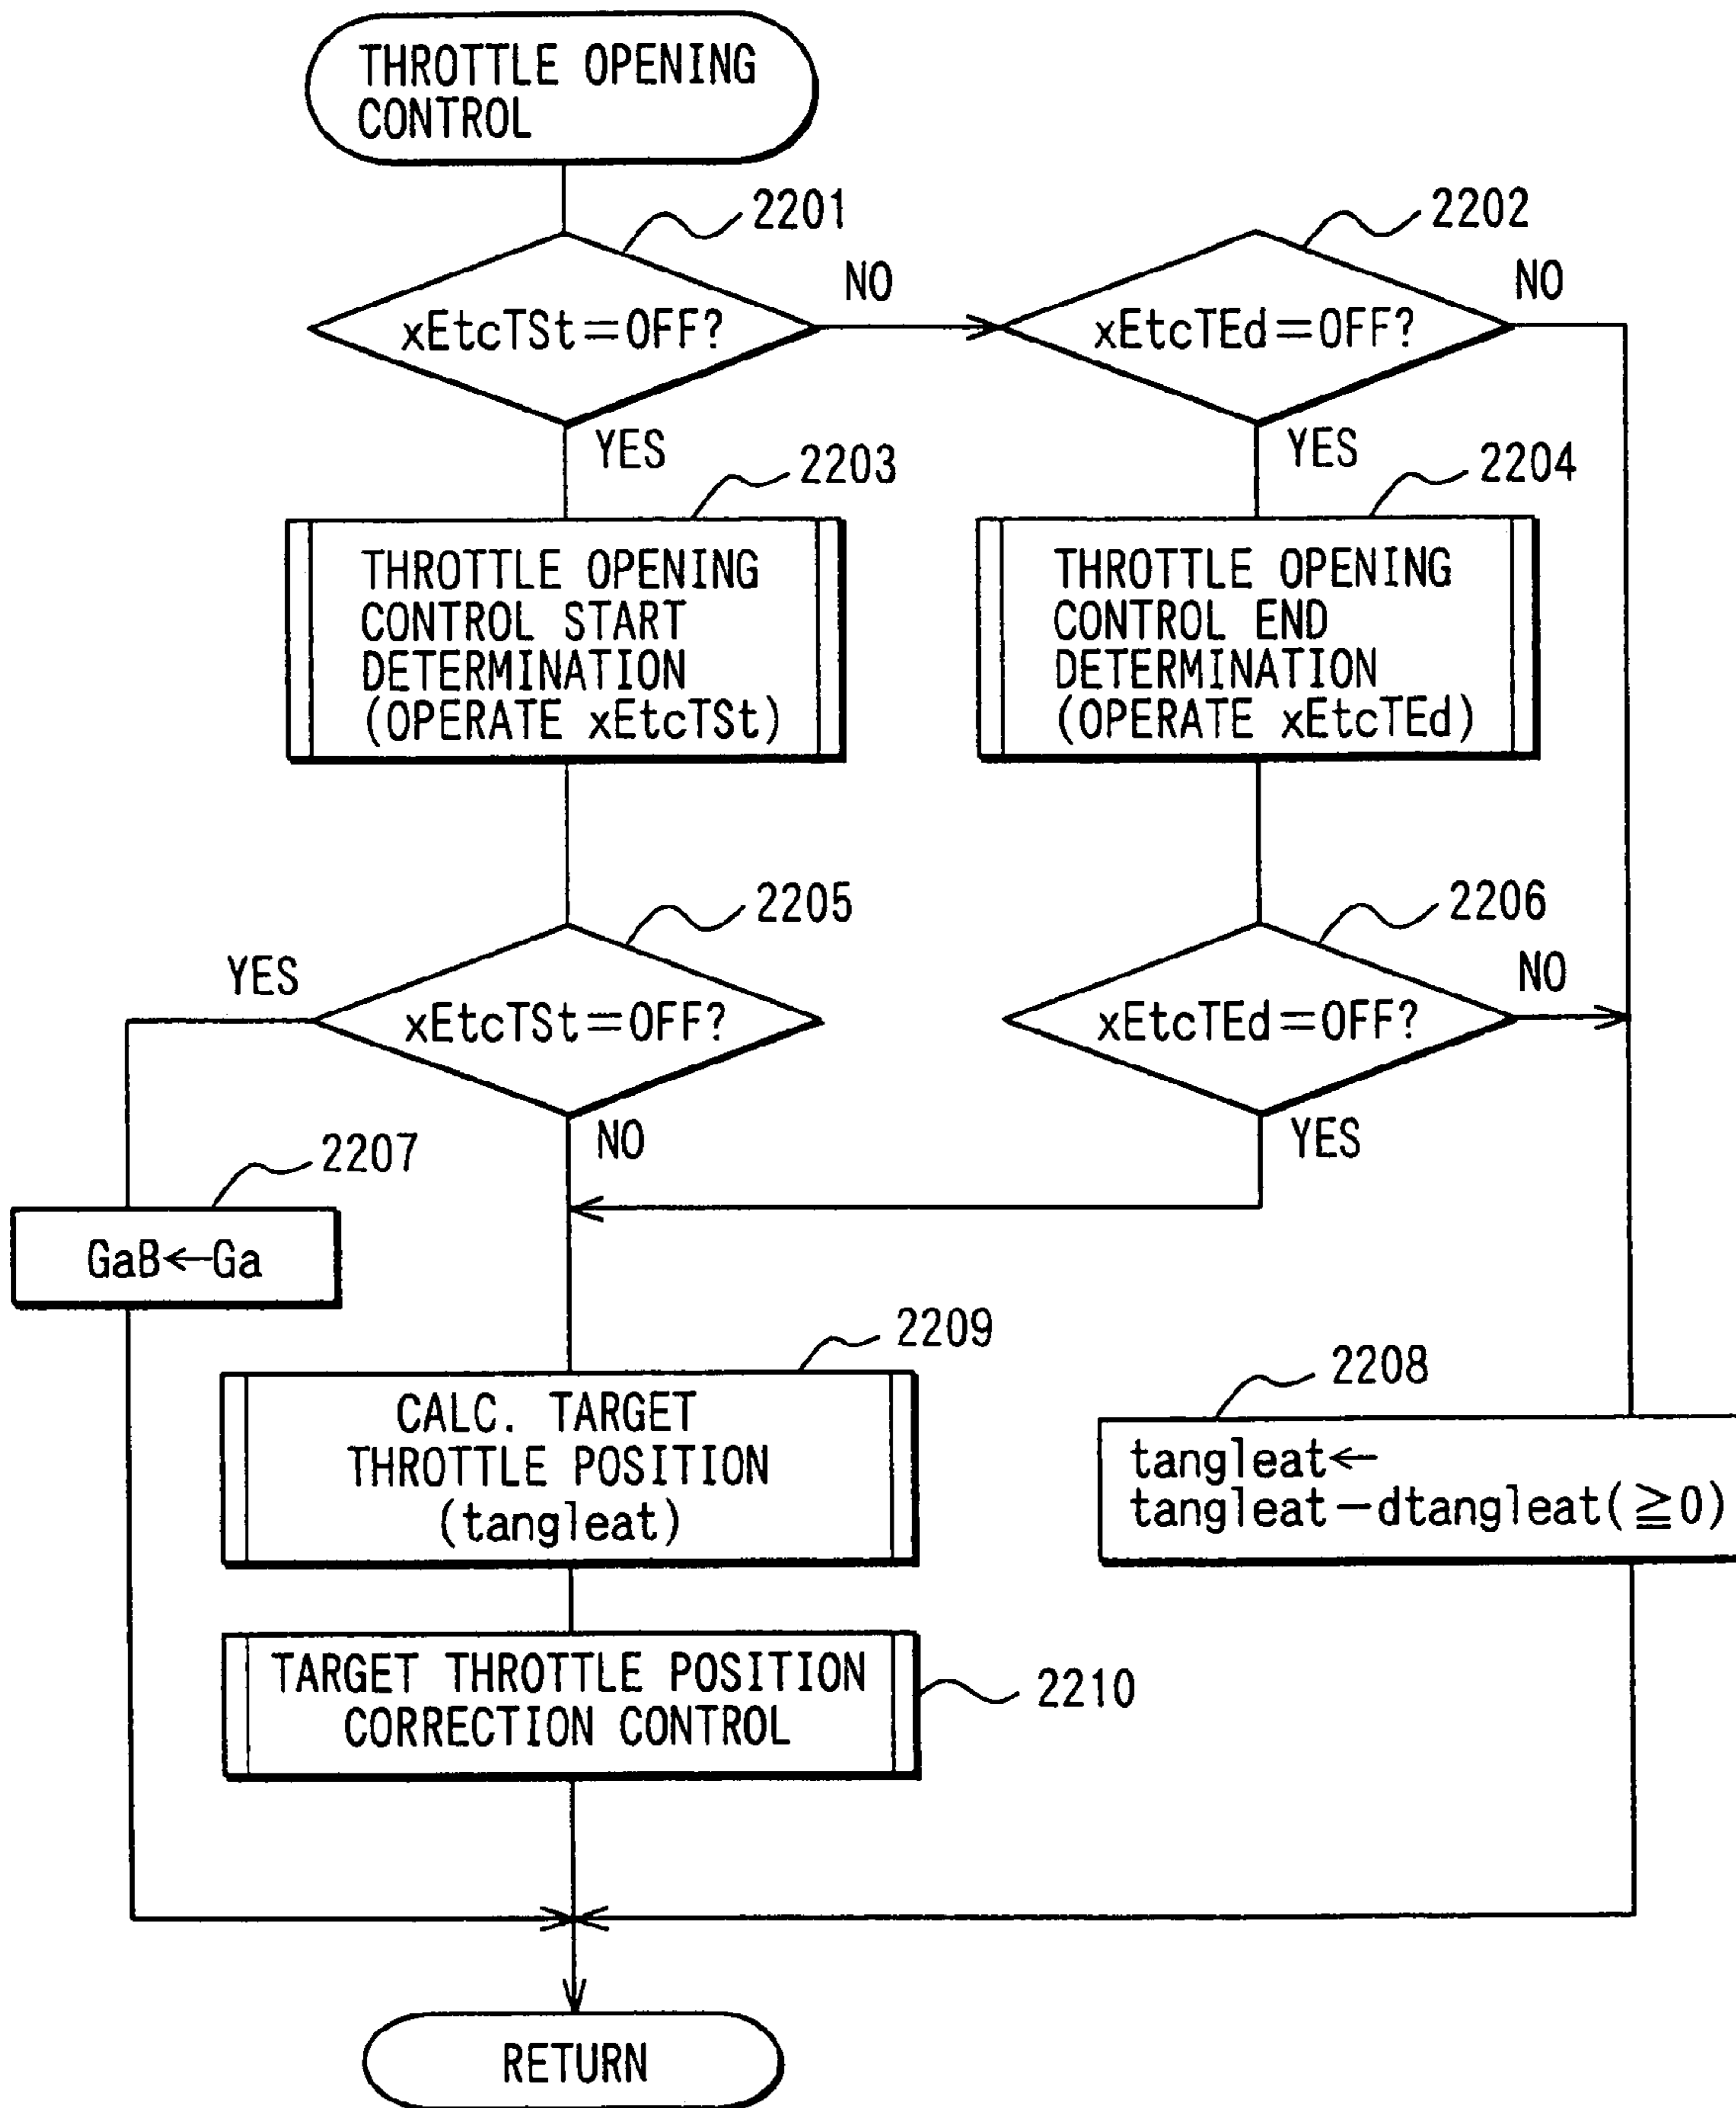 THROTTLE OPENING
CONTROL
2201
2202
xEtcTSt=OFF?
NO
xEtcTEd=OFF?
NO
YES
YES
2203
2204
THROTTLE OPENING
CONTROL START
DETERMINATION
(OPERATE xEtcTSt)
THROTTLE OPENING
CONTROL END
DETERMINATION
(OPERATE xEtcTEd)
2205
2206
YES
xEtcTSt=OFF?
NO
xEtcTEd=OFF?
NO
YES
2207
GaB←Ga
2209
CALC. TARGET
THROTTLE POSITION
(tangleat)
2208
tangleat←
tangleat−dtangleat(≧0)
TARGET THROTTLE POSITION
CORRECTION CONTROL
2210
RETURN